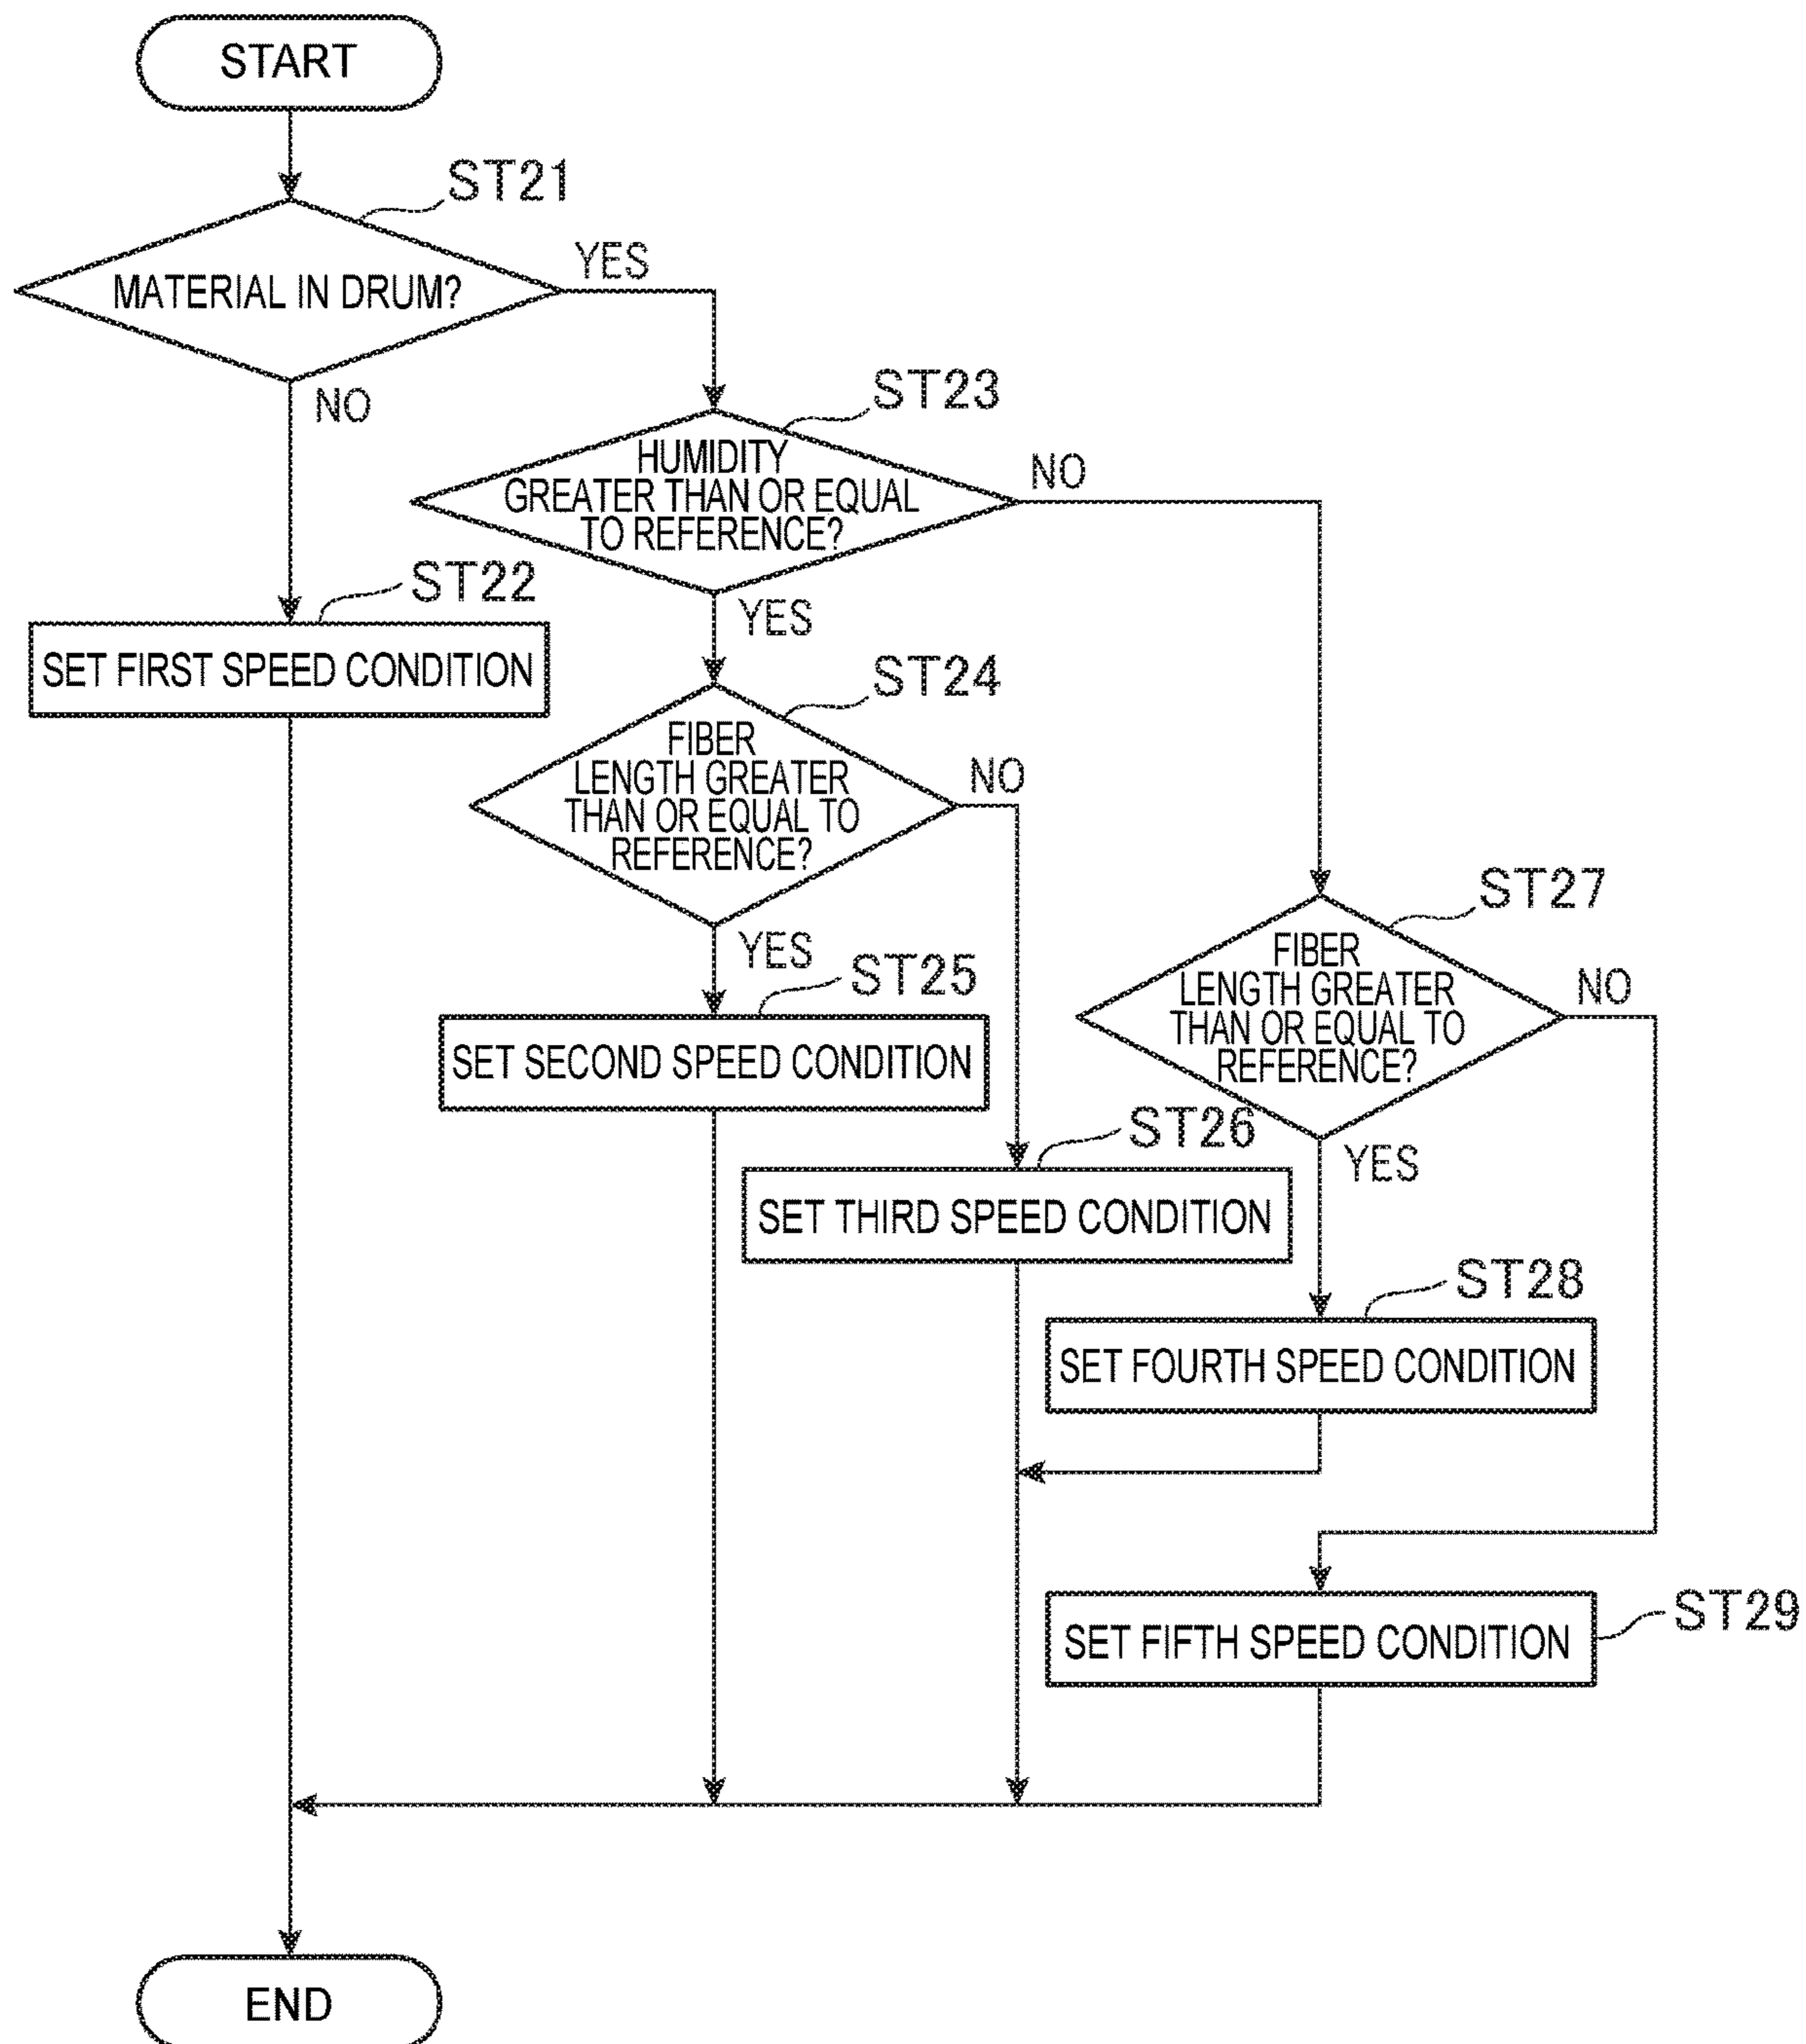 START
ST21
MATERIAL IN DRUM?
YES
NO
ST23
HUMIDITY
GREATER THAN OR EQUAL
TO REFERENCE?
NO
YES
ST22
SET FIRST SPEED CONDITION
ST24
FIBER
LENGTH GREATER
THAN OR EQUAL TO
REFERENCE?
NO
YES
ST25
SET SECOND SPEED CONDITION
ST27
FIBER
LENGTH GREATER
THAN OR EQUAL TO
REFERENCE?
NO
YES
ST26
SET THIRD SPEED CONDITION
ST28
SET FOURTH SPEED CONDITION
ST29
SET FIFTH SPEED CONDITION
END